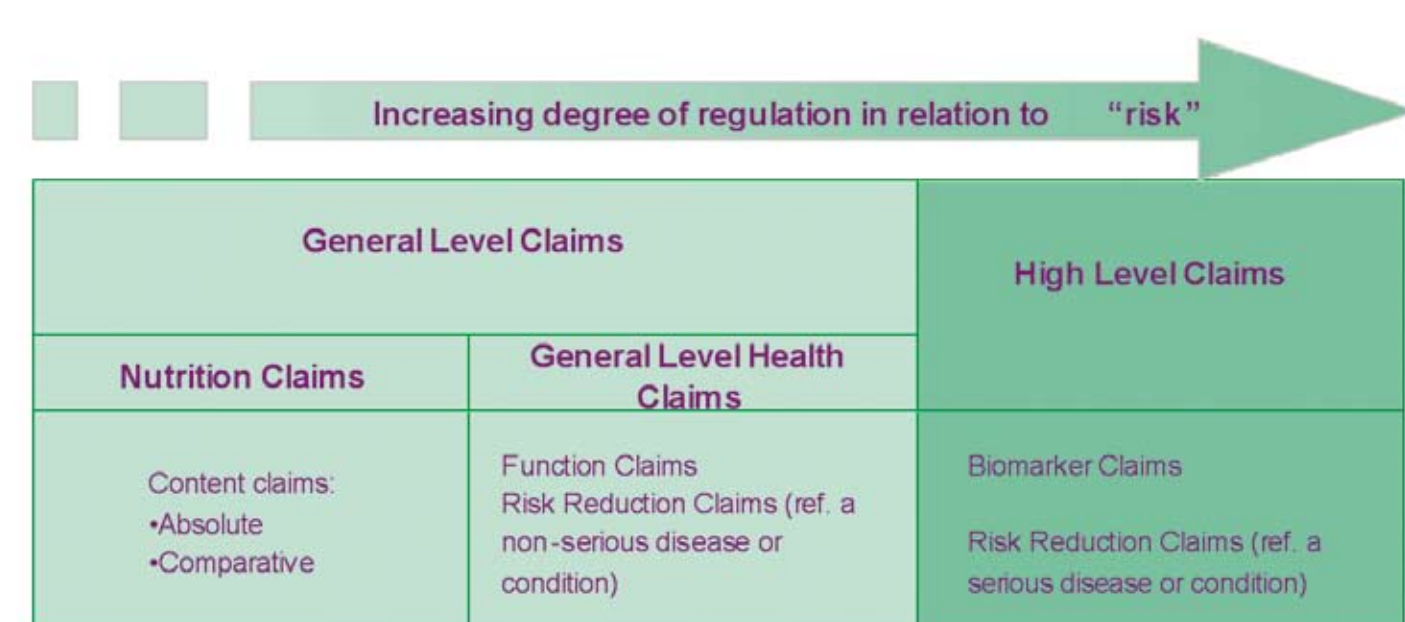 Increasing degree of regulation in relation to “risk”
General Level Claims
High Level Claims
Nutrition Claims
General Level Health
Claims
Content claims:
•Absolute
•Comparative
Function Claims
Risk Reduction Claims (ref. a
non-serious disease or
condition)
Biomarker Claims
Risk Reduction Claims (ref. a
serious disease or condition)